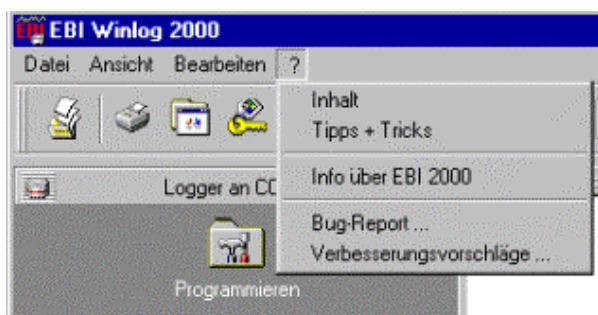 EBI EBI Winlog 2000
Datei Ansicht Bearbeiten ?
Inhalt
Tipps + Tricks
Info über EBI 2000
Bug-Report ...
Verbesserungsvorschläge ...
Logger an CO
Programmieren